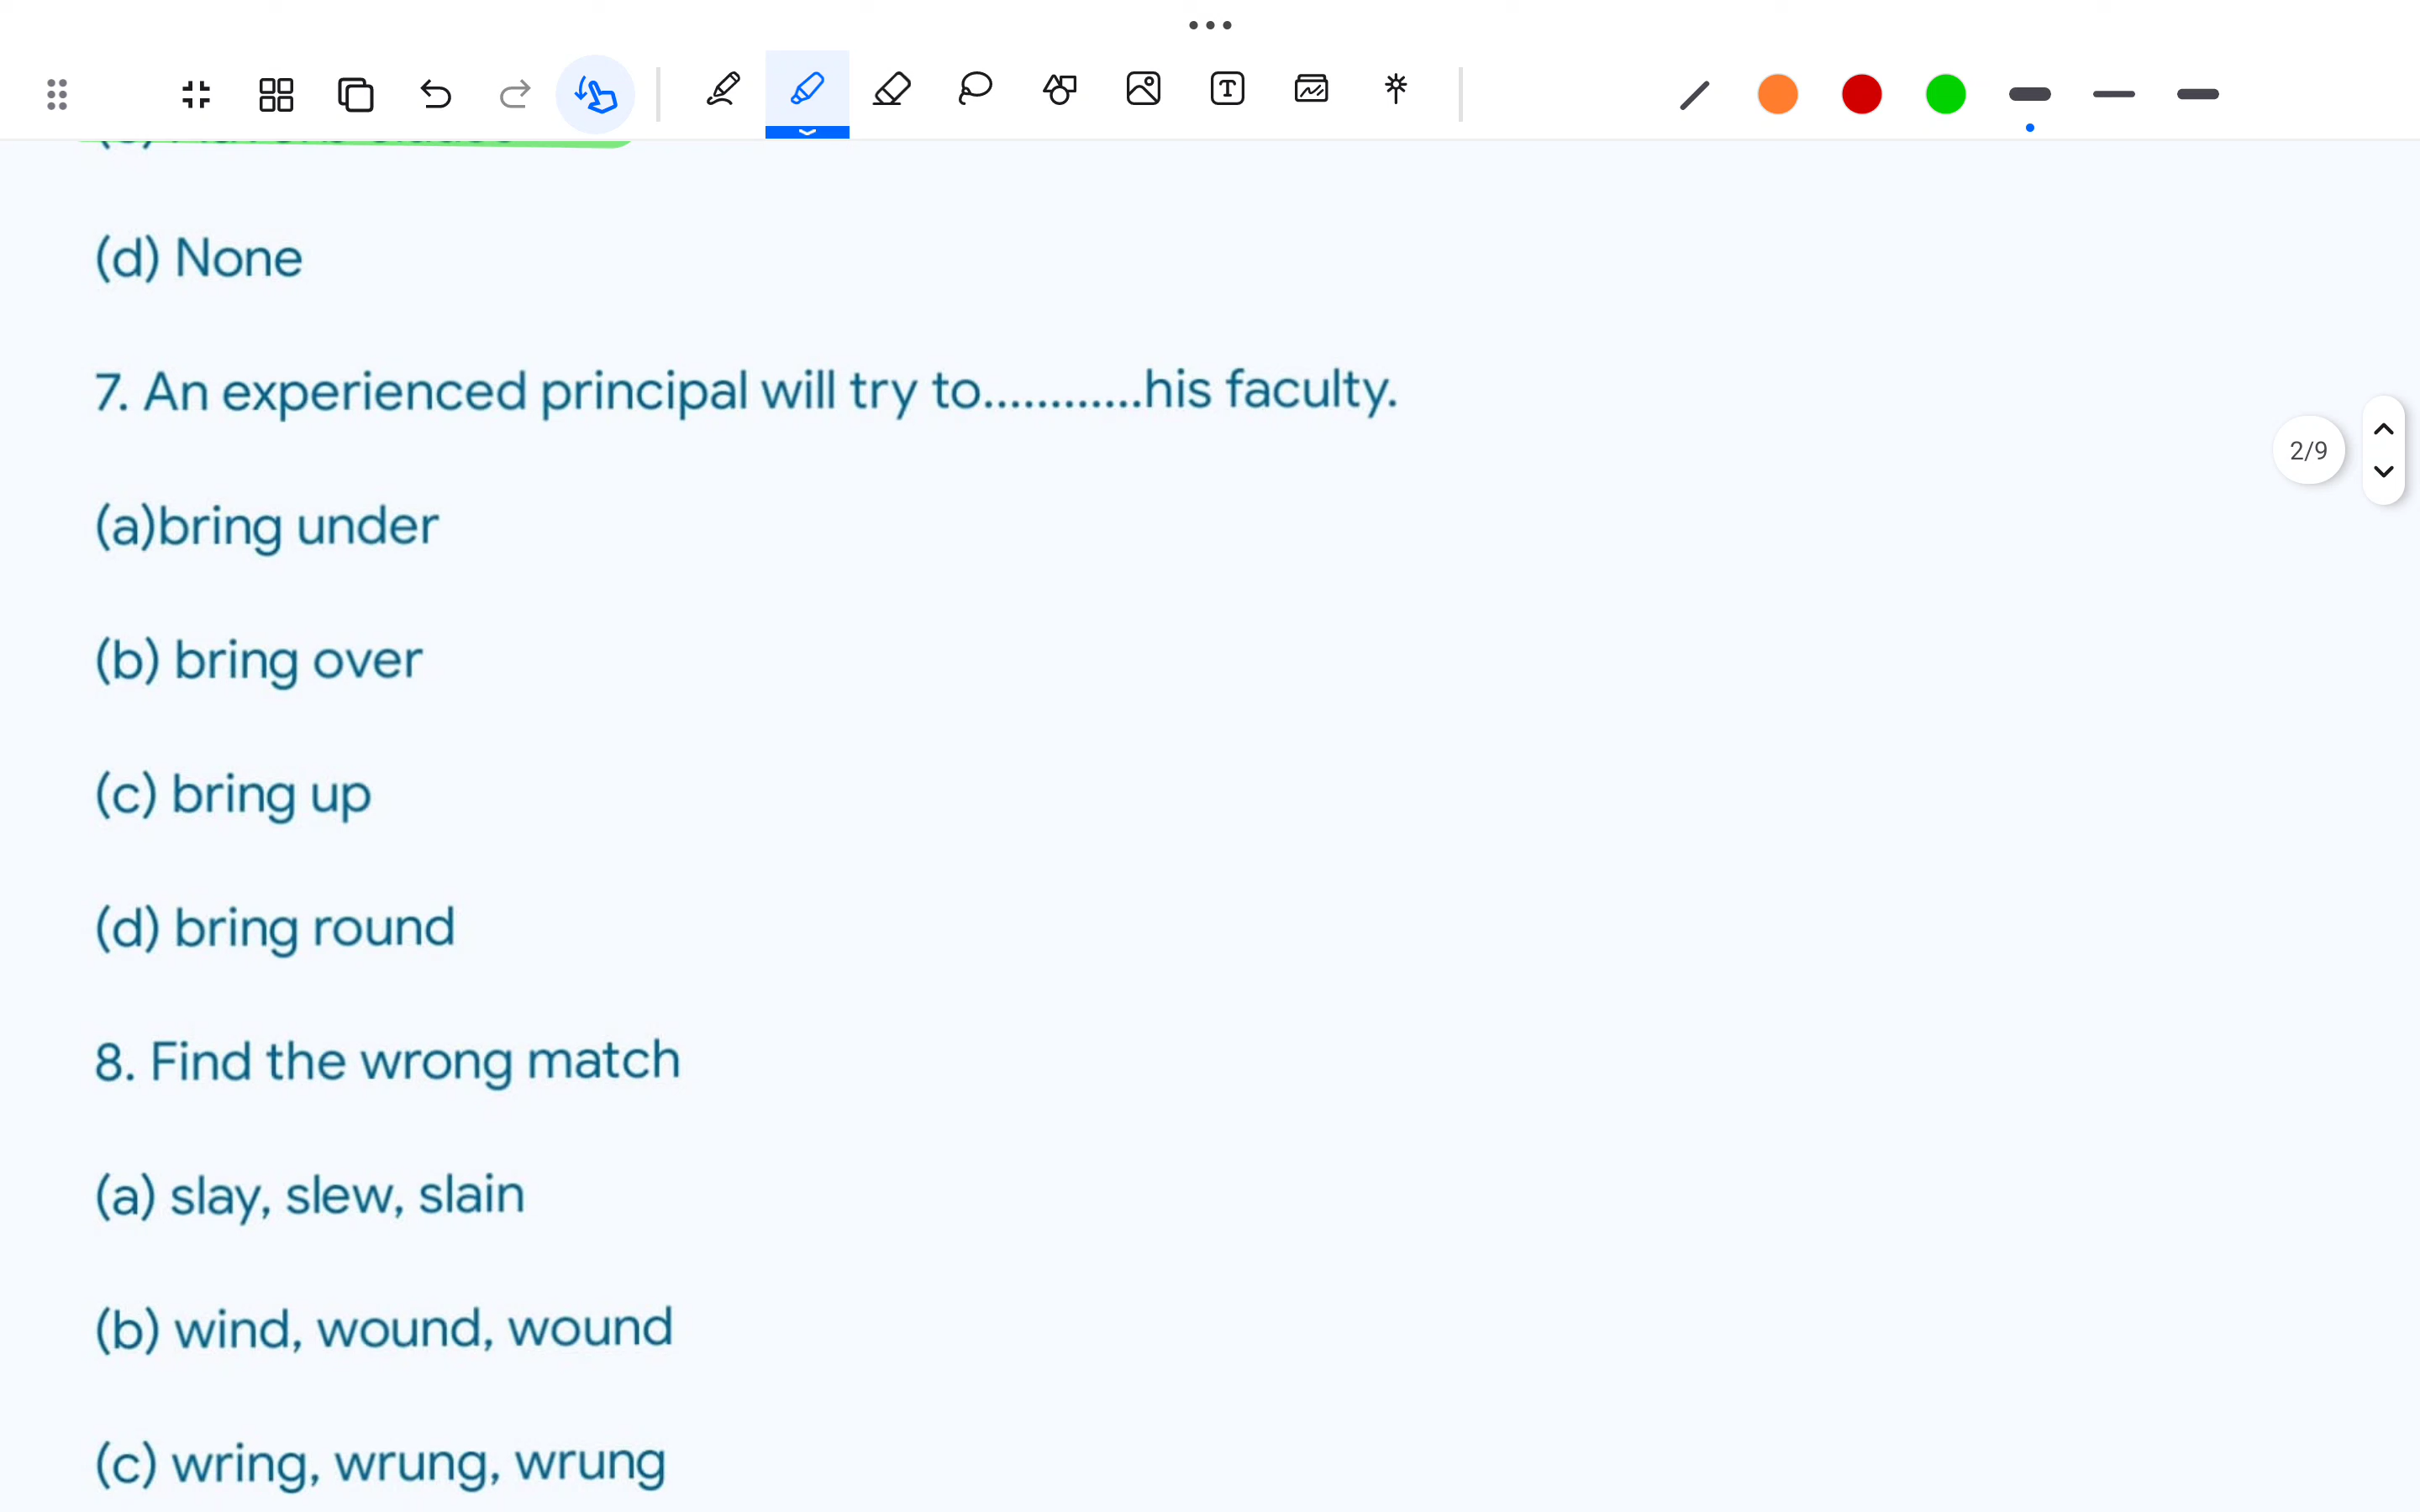 (d) None
7. An experienced principal will try to............his faculty.
2/9
(a)bring under
(b) bring over
(c) bring up
(d) bring round
8. Find the wrong match
(a) slay, slew, slain
(b) wind, wound, wound
(c) wring, wrung, wrung